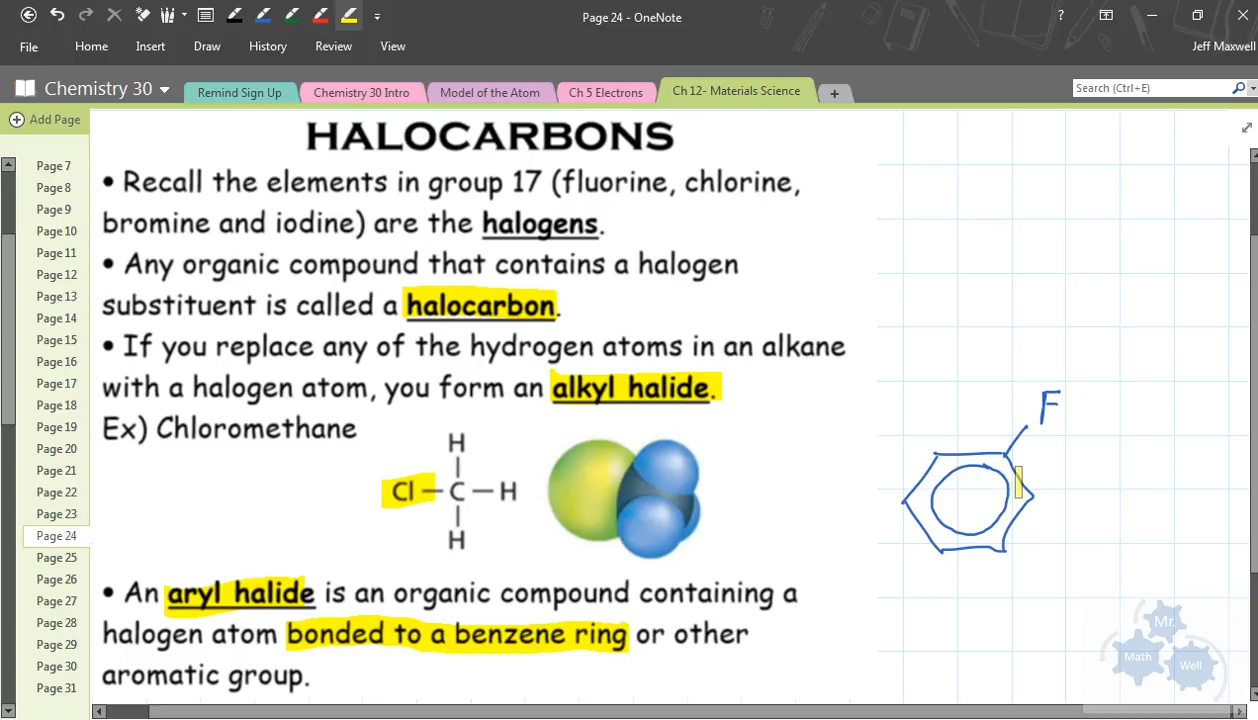 Page 24 - OneNote
?
File
Home
Insert
Draw
History
Review
View
Jeff Maxwell
Chemistry 30
Remind Sign Up
Chemistry 30 Intro
Model of the Atom
Ch 5 Electrons
Ch 12- Materials Science
+
Search (Ctrl+E)
Add Page
Page 7
Page 8
Page 9
Page 10
Page 11
Page 12
Page 13
Page 14
Page 15
Page 16
Page 17
Page 18
Page 19
Page 20
Page 21
Page 22
Page 23
Page 24
Page 25
Page 26
Page 27
Page 28
Page 29
Page 30
Page 31
HALOCARBONS
• Recall the elements in group 17 (fluorine, chlorine,
bromine and iodine) are the halogens.
• Any organic compound that contains a halogen
substituent is called a halocarbon.
• If you replace any of the hydrogen atoms in an alkane
with a halogen atom, you form an alkyl halide.
Ex) Chloromethane
H
Cl – C – H
H
F
• An aryl halide is an organic compound containing a
halogen atom bonded to a benzene ring or other
aromatic group.
Mr.
Math
Well